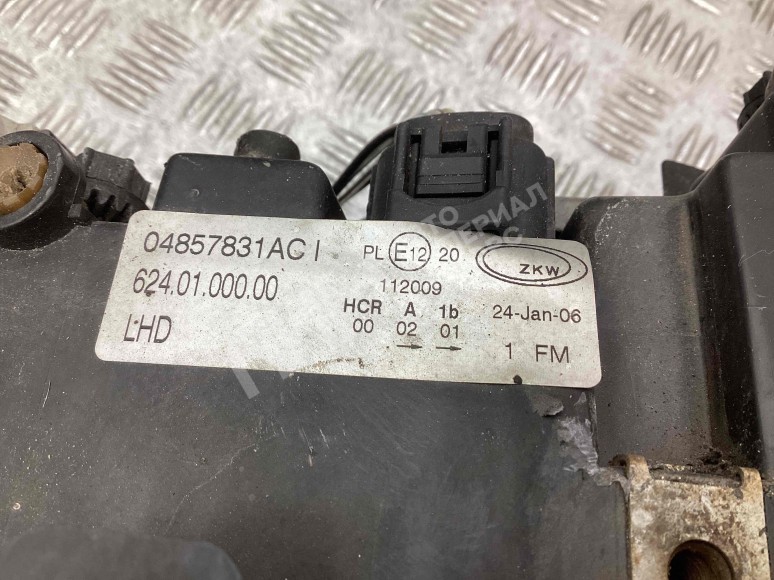 04857831AC I
PL E12 20
ZKW
624.01.000.00
112009
HCR A 1b
24-Jan-06
LHD
00 02 01
→ →
1 FM